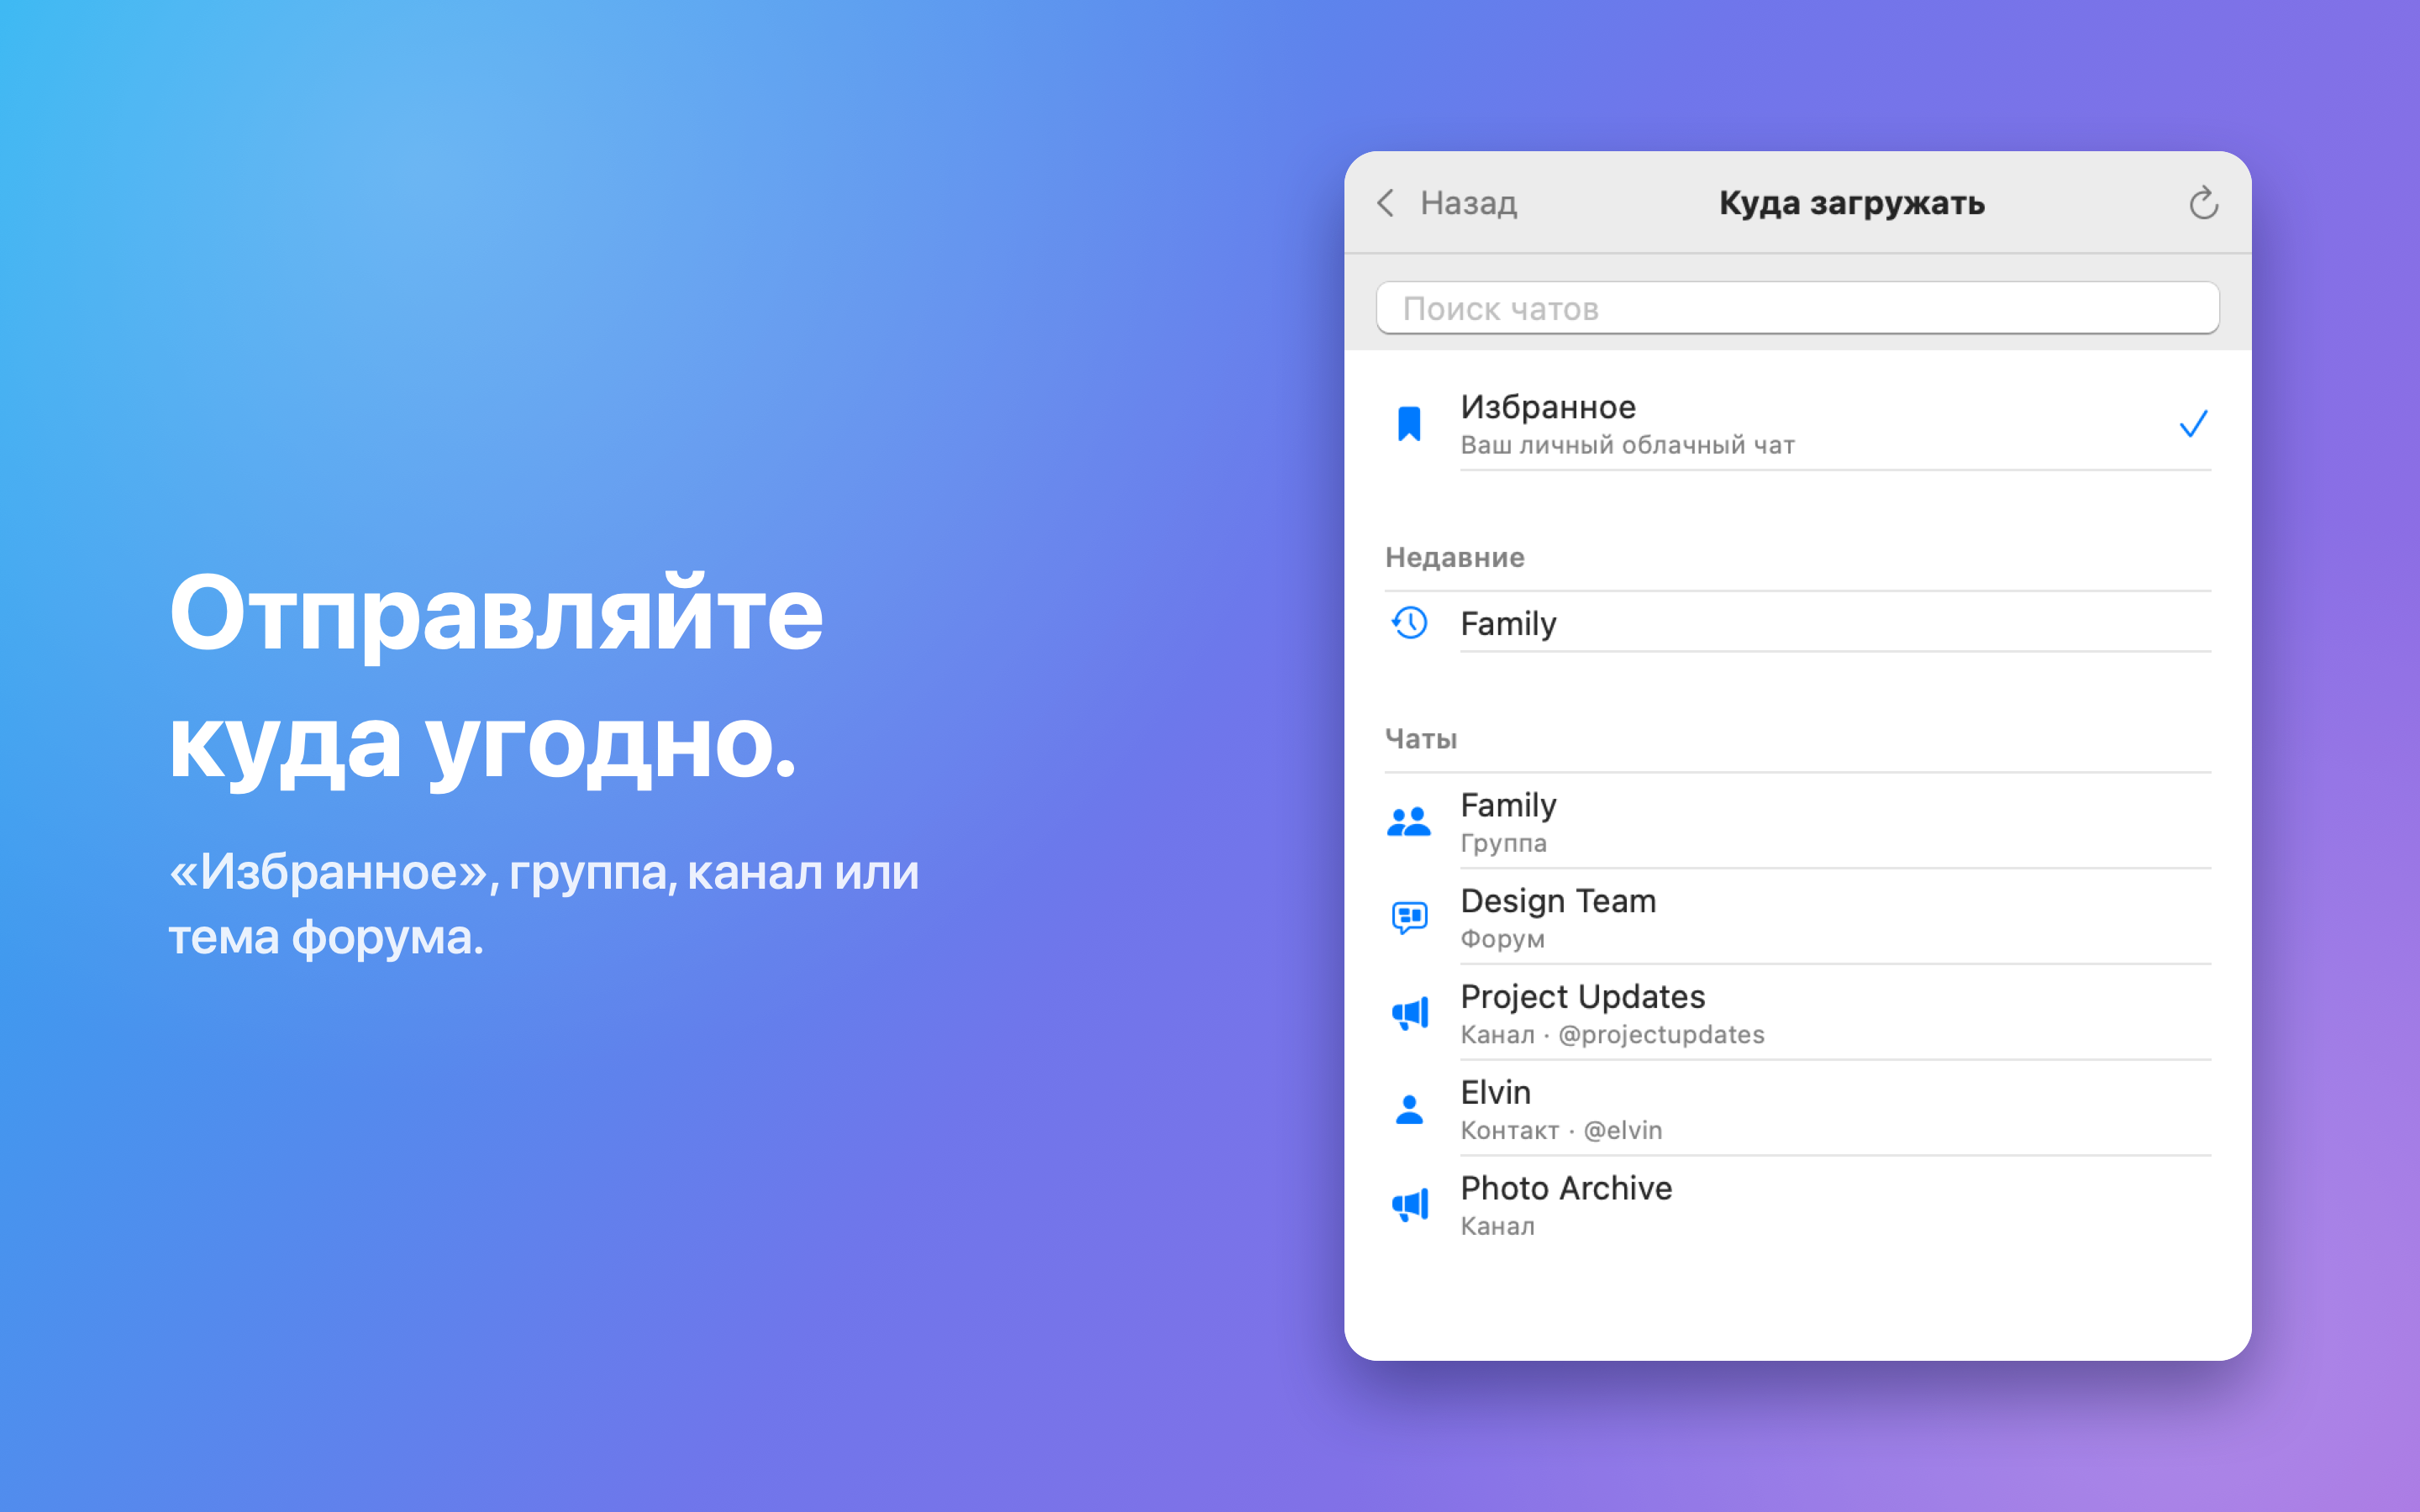 Отправляйте
куда угодно.
«Избранное», группа, канал или
тема форума.
Назад
Куда загружать
Поиск чатов
Избранное
Ваш личный облачный чат
Недавние
Family
Чаты
Family
Группа
Design Team
Форум
Project Updates
Канал · @projectupdates
Elvin
Контакт · @elvin
Photo Archive
Канал